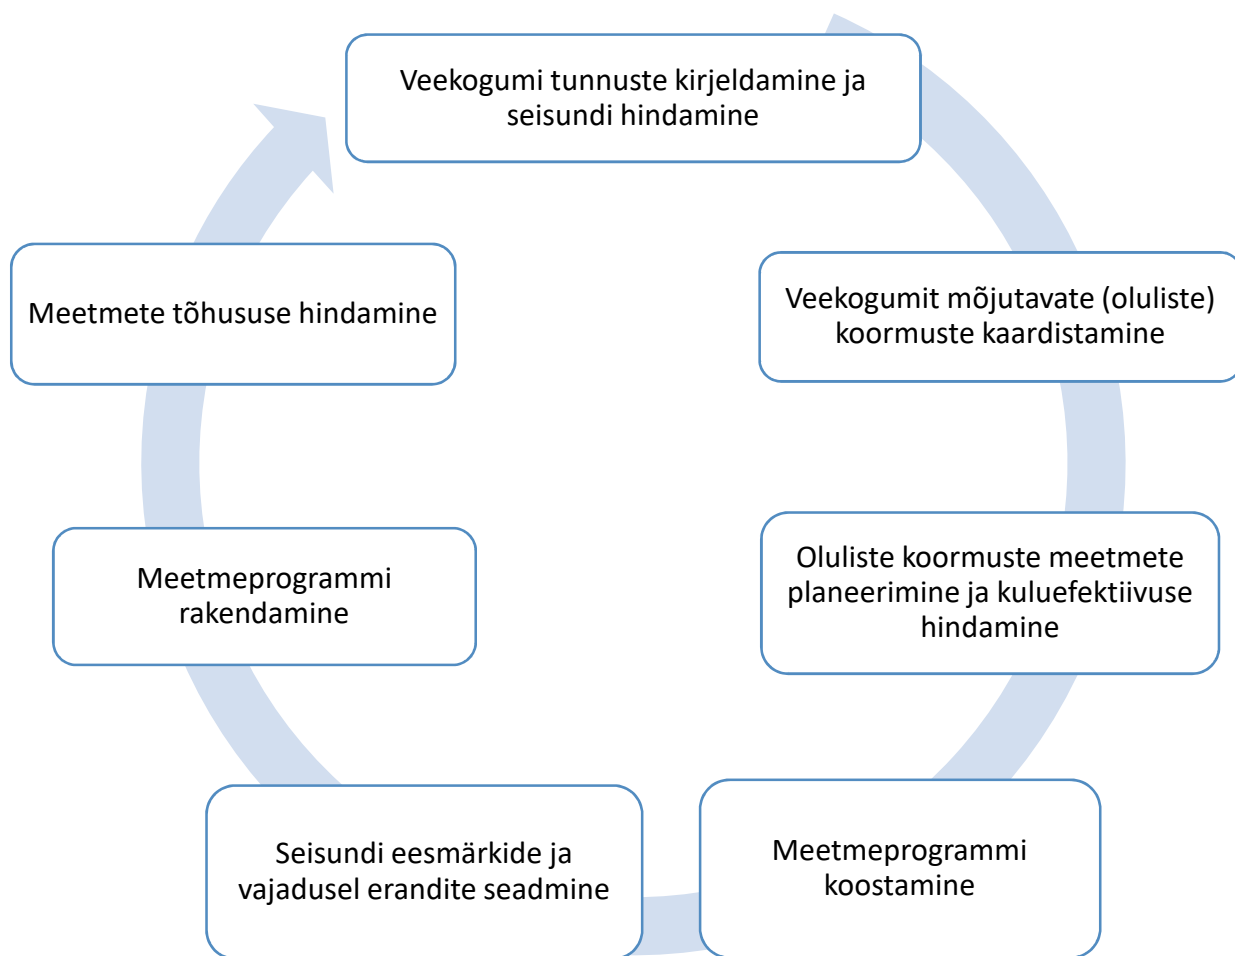 Veekogumi tunnuste kirjeldamine ja
seisundi hindamine
Veekogumit mõjutavate (oluliste)
koormuste kaardistamine
Oluliste koormuste meetmete
planeerimine ja kuluefektiivsuse
hindamine
Meetmeprogrammi
koostamine
Seisundi eesmärkide ja
vajadusel erandite seadmine
Meetmeprogrammi
rakendamine
Meetmete tõhususe hindamine